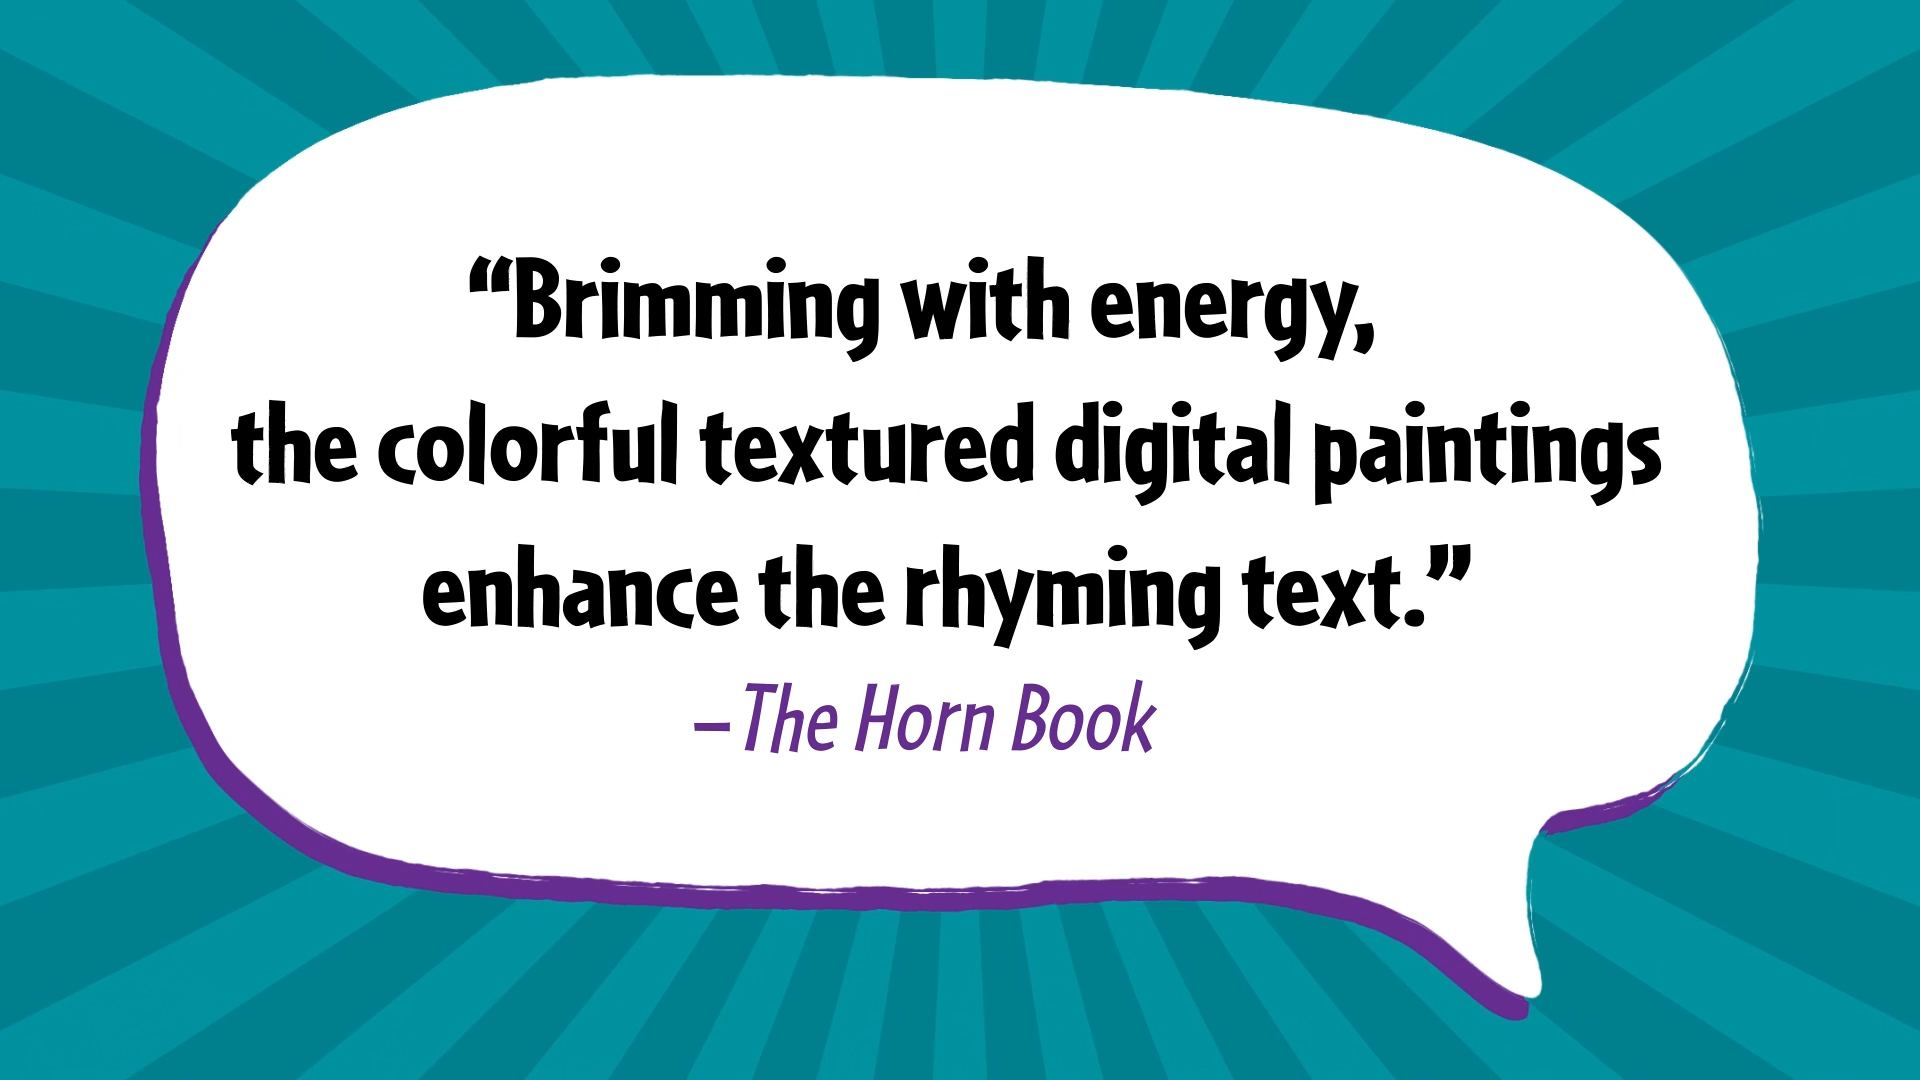 “Brimming with energy,
the colorful textured digital paintings
enhance the rhyming text.”
–The Horn Book